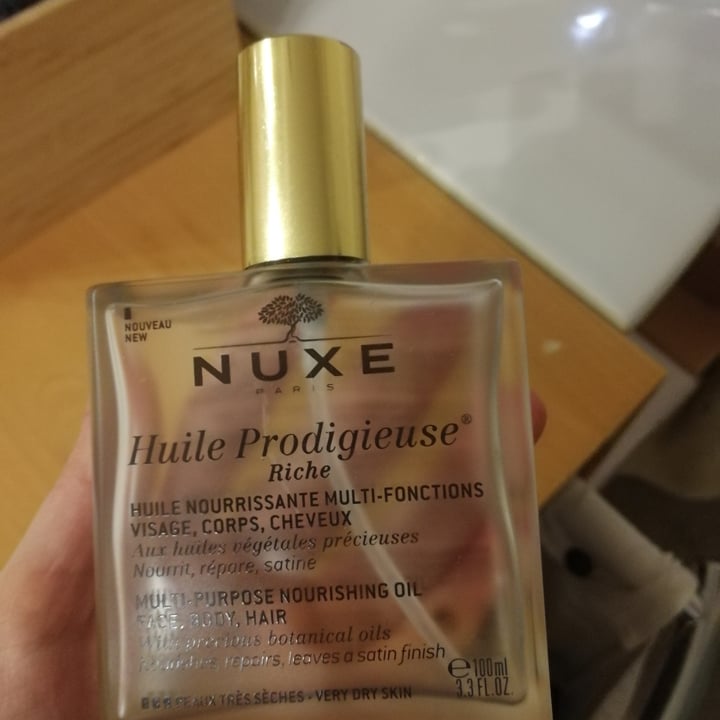 NOUVEAU
NEW
NUXE
PARIS
Huile Prodigieuse®
Riche
HUILE NOURRISSANTE MULTI-FONCTIONS
VISAGE, CORPS, CHEVEUX
Aux huiles végétales précieuses
Nourrit, répare, satine
MULTI-PURPOSE NOURISHING OIL
FACE, BODY, HAIR
With precious botanical oils
Nourishes, repairs, leaves a satin finish
℮ 100ml
3.3 FL.OZ.
PEAUX TRÈS SÈCHES - VERY DRY SKIN